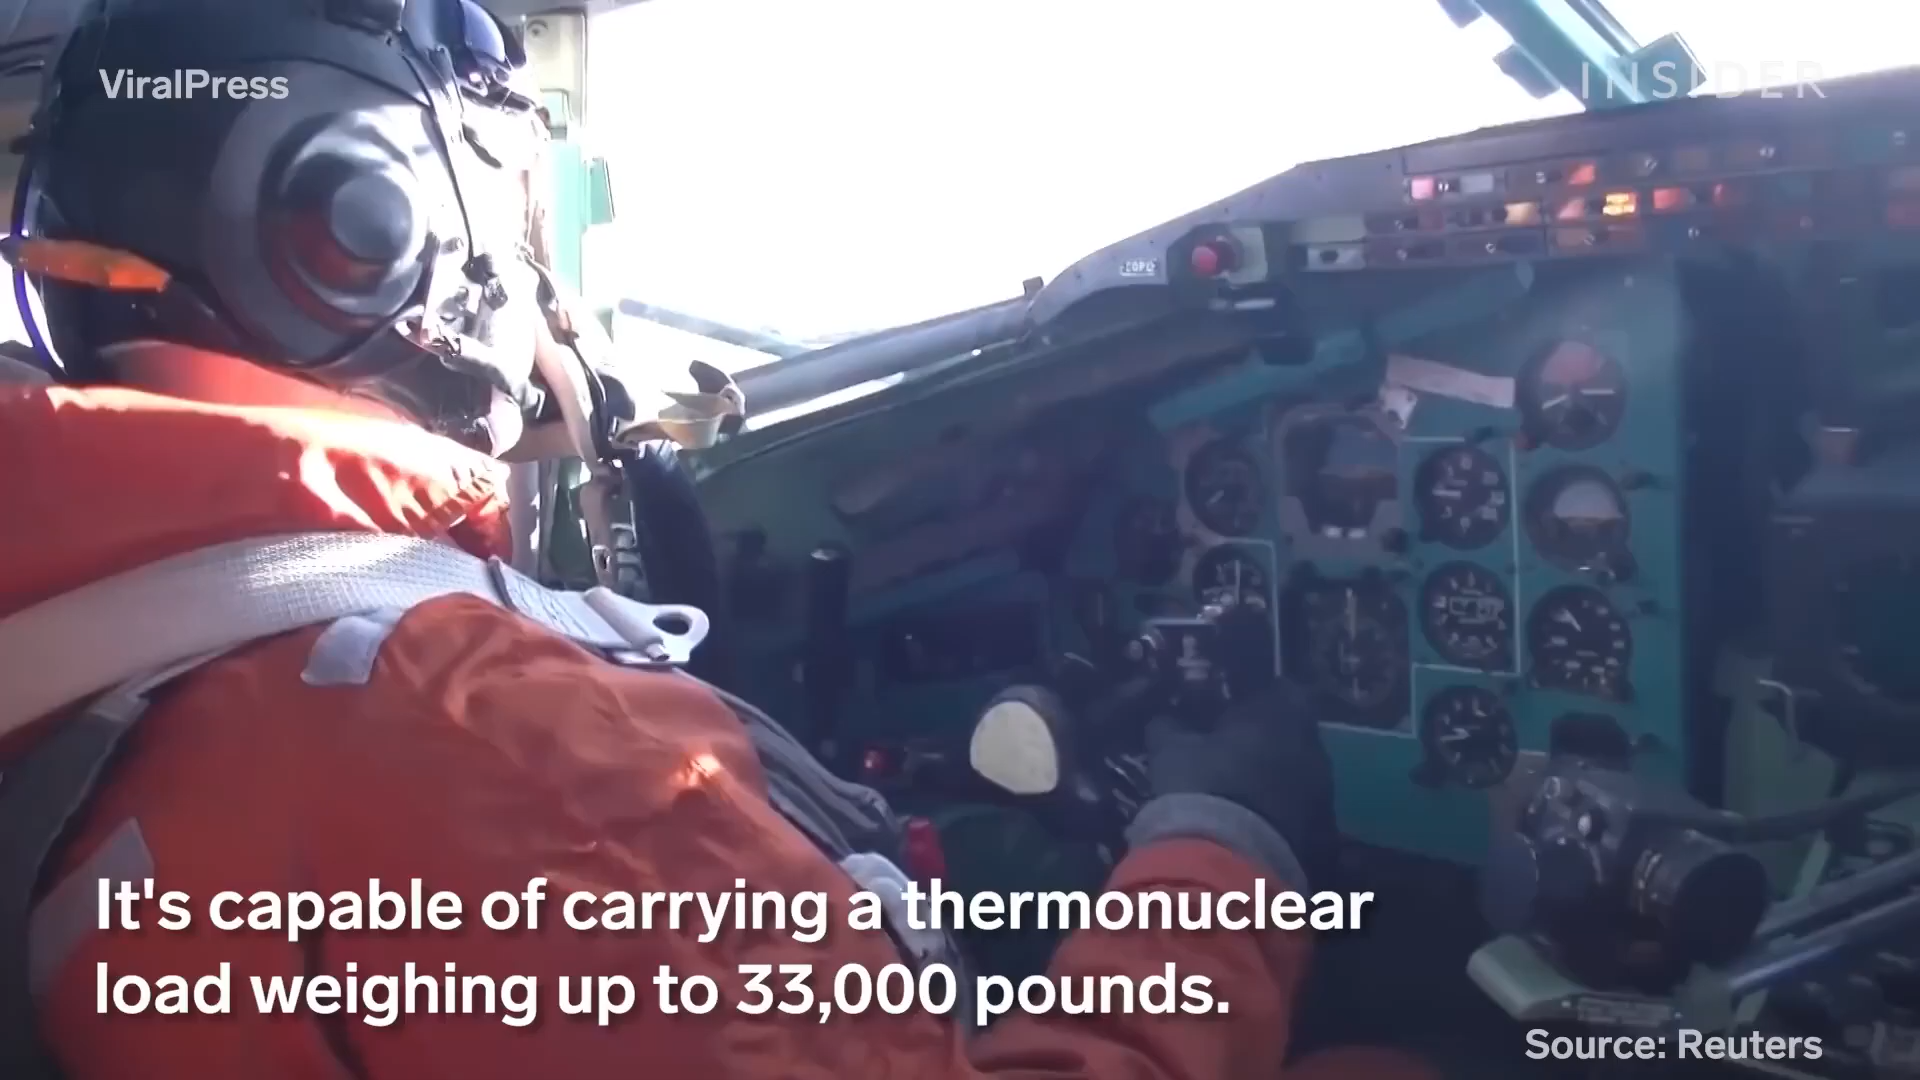 ViralPress
INSIDER
It's capable of carrying a thermonuclear
load weighing up to 33,000 pounds.
Source: Reuters